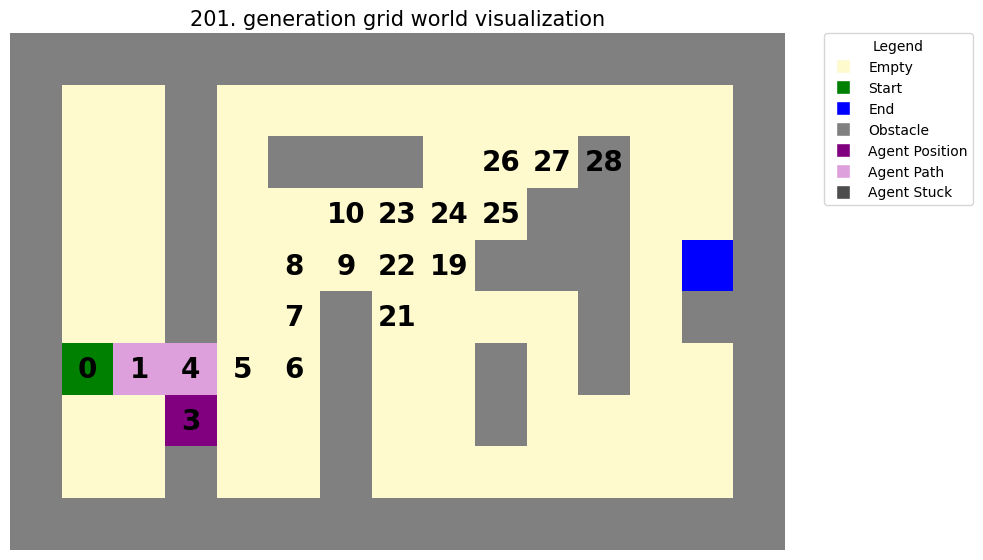 201. generation grid world visualization
Legend
Empty
Start
End
Obstacle
Agent Position
Agent Path
Agent Stuck
26 27 28
10 23 24 25
8 9 22 19
7 21
0 1 4 5 6
3